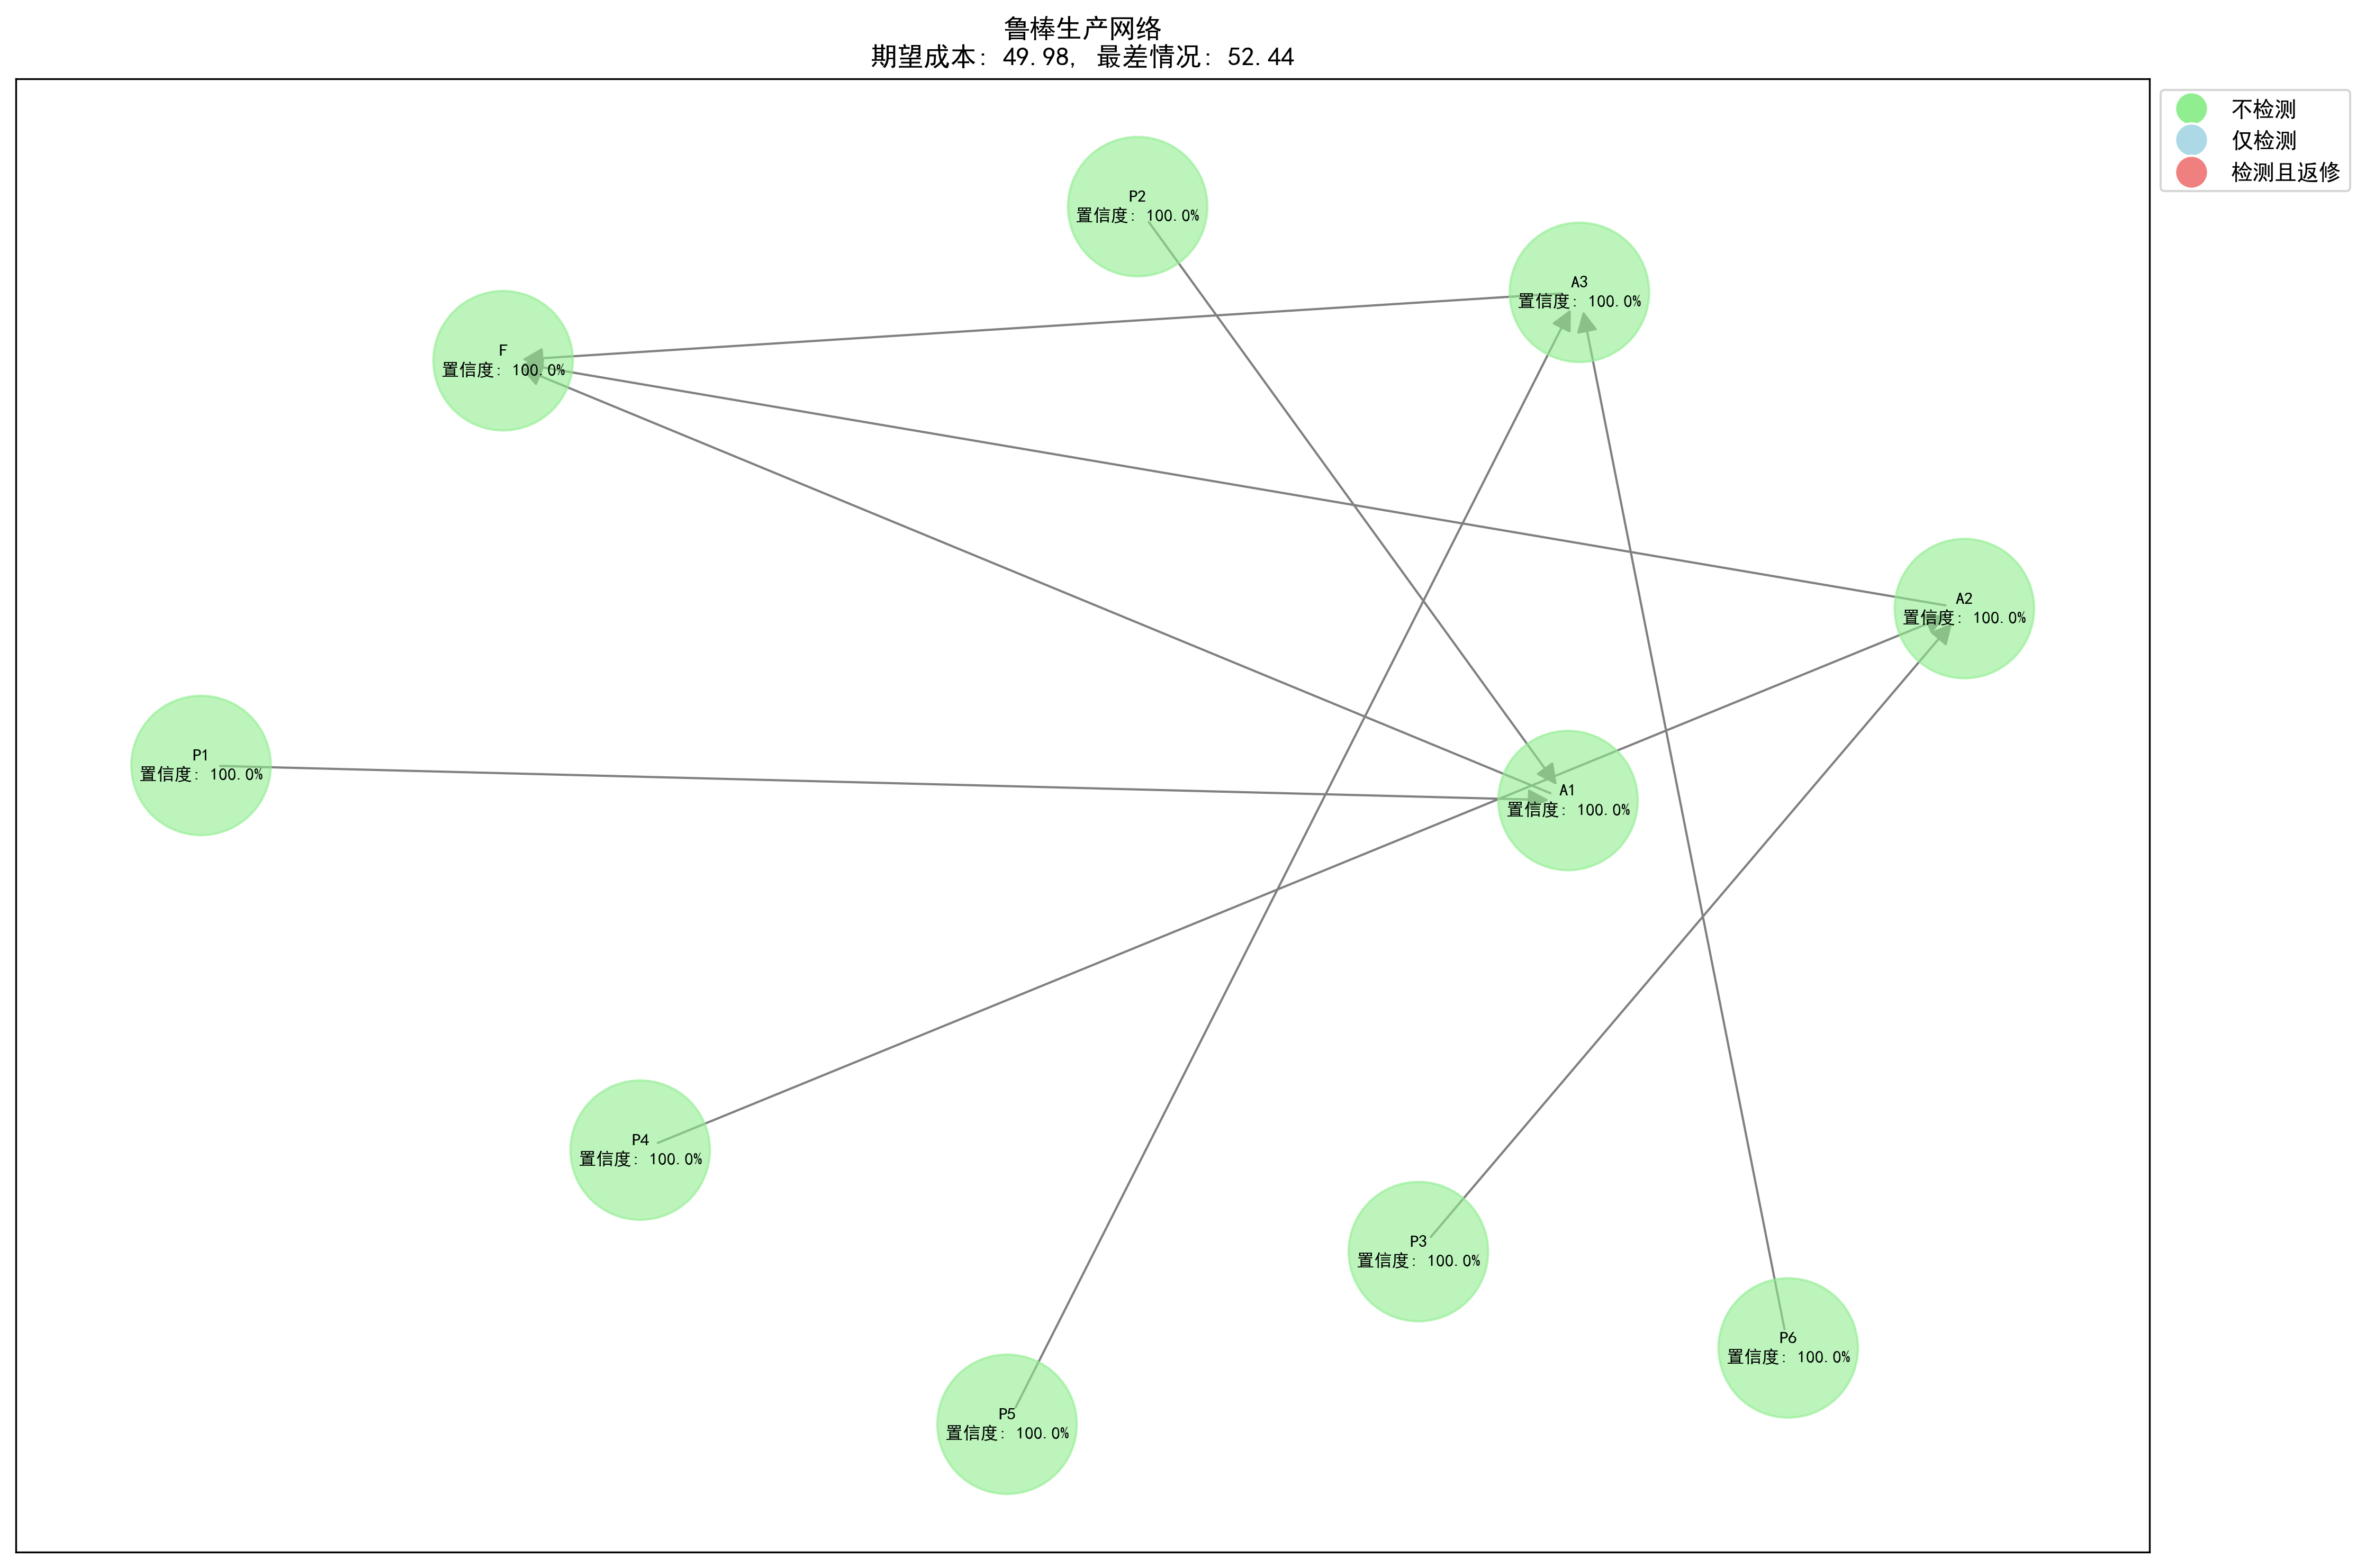 鲁棒生产网络
期望成本: 49.98, 最差情况: 52.44
不检测
仅检测
检测且返修
P2
置信度: 100.0%
A3
置信度: 100.0%
F
置信度: 100.0%
A2
置信度: 100.0%
P1
置信度: 100.0%
A1
置信度: 100.0%
P4
置信度: 100.0%
P3
置信度: 100.0%
P6
置信度: 100.0%
P5
置信度: 100.0%